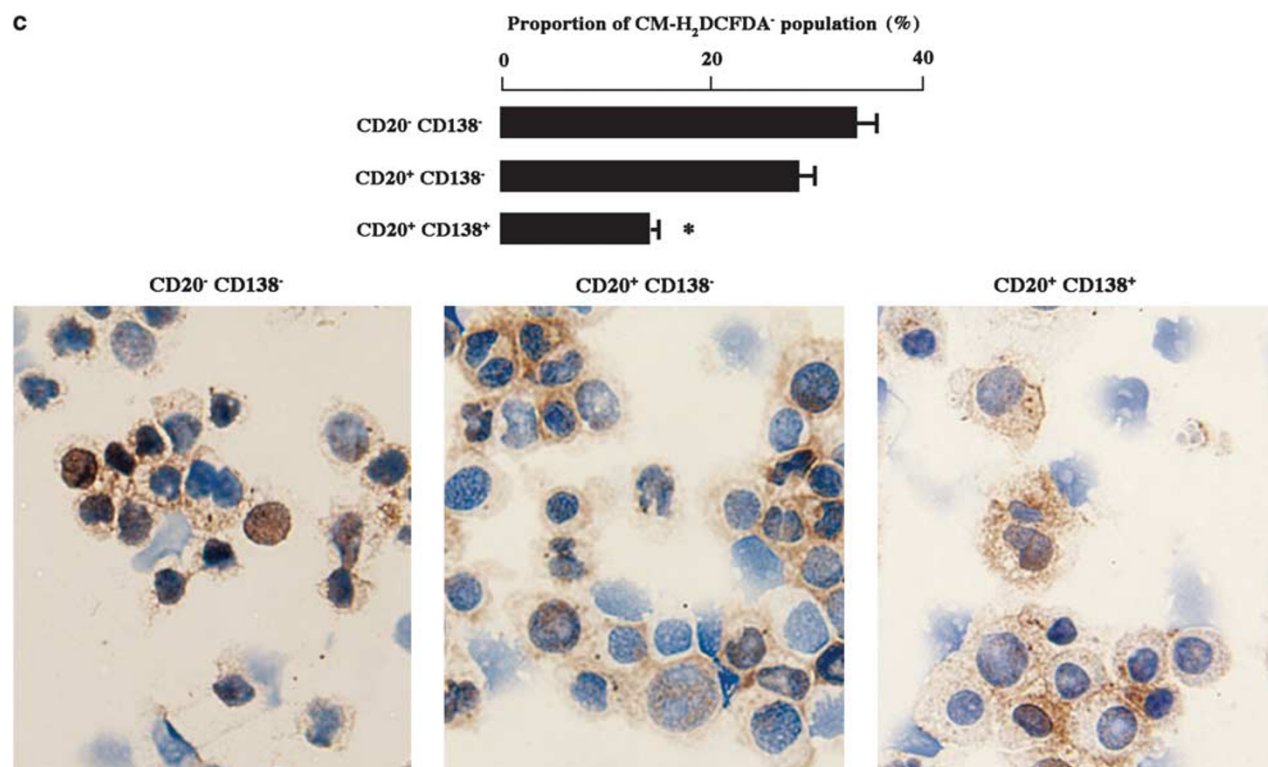 c
Proportion of CM-H₂DCFDA⁻ population (%)
0 20 40
CD20⁻ CD138⁻
CD20⁺ CD138⁻
CD20⁺ CD138⁺ *
CD20⁻ CD138⁻ CD20⁺ CD138⁻ CD20⁺ CD138⁺